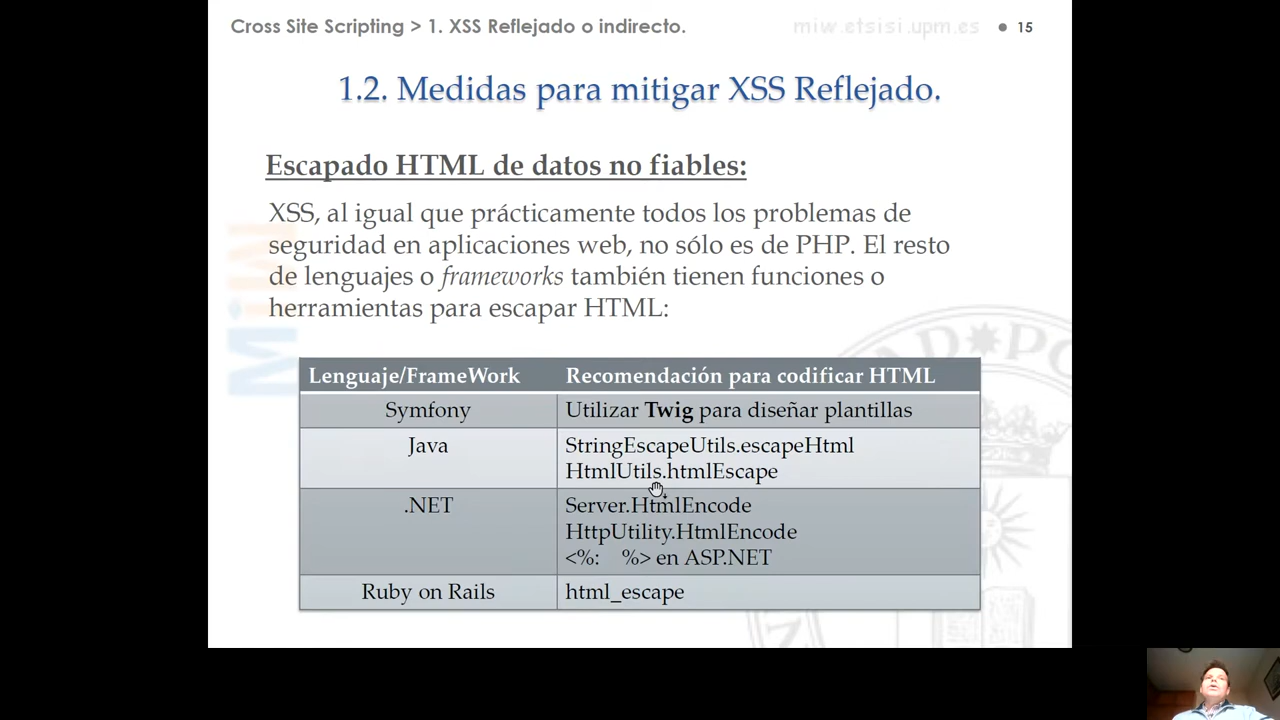 Cross Site Scripting > 1. XSS Reflejado o indirecto.
miw.etsisi.upm.es ● 15
1.2. Medidas para mitigar XSS Reflejado.
Escapado HTML de datos no fiables:
XSS, al igual que prácticamente todos los problemas de
seguridad en aplicaciones web, no sólo es de PHP. El resto
de lenguajes o frameworks también tienen funciones o
herramientas para escapar HTML:
Lenguaje/FrameWork Recomendación para codificar HTML
Symfony Utilizar Twig para diseñar plantillas
Java StringEscapeUtils.escapeHtml
HtmlUtils.htmlEscape
.NET Server.HtmlEncode
HttpUtility.HtmlEncode
<%: %> en ASP.NET
Ruby on Rails html_escape
MiW
AD PO